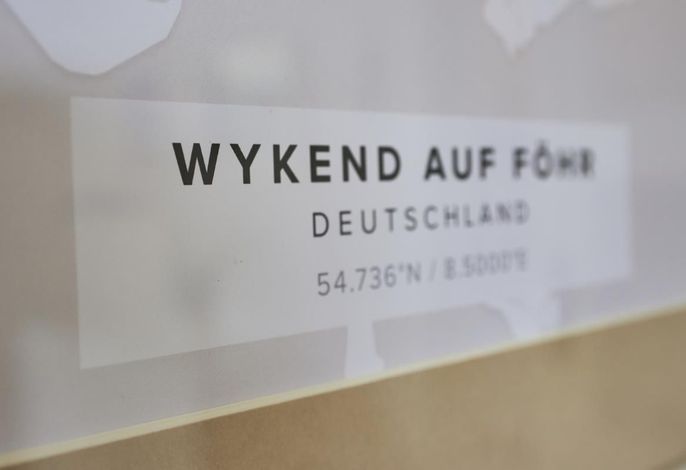 WYKEND AUF FÖHR
DEUTSCHLAND
54.736°N / 8.5000°E